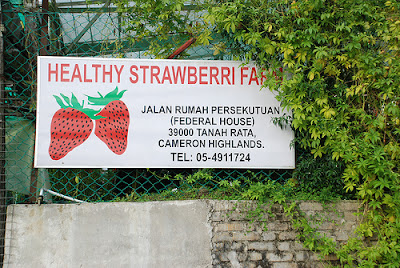 HEALTHY STRAWBERRI FA
JALAN RUMAH PERSEKUTUAN
(FEDERAL HOUSE)
39000 TANAH RATA,
CAMERON HIGHLANDS.
TEL: 05-4911724